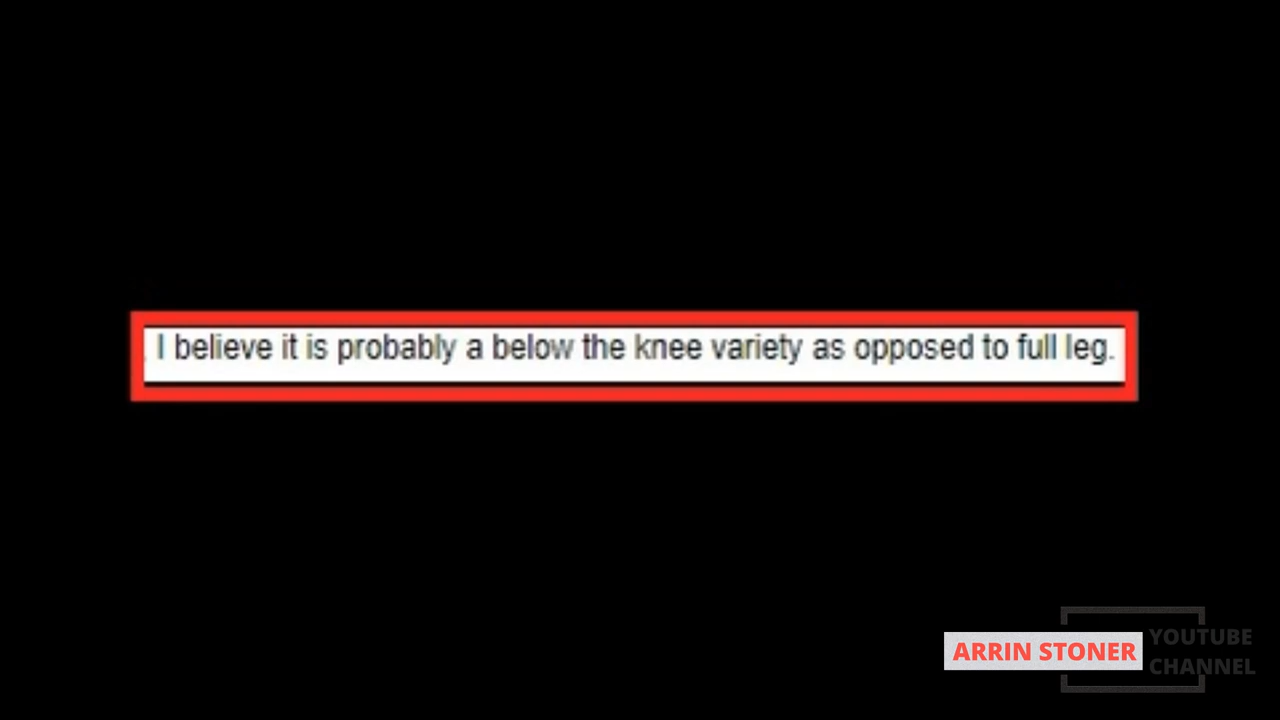 I believe it is probably a below the knee variety as opposed to full leg.
ARRIN STONER
YOUTUBE
CHANNEL